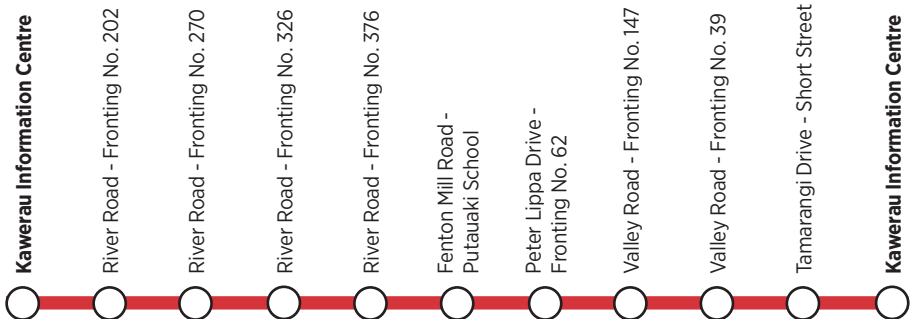 Kawerau Information Centre
River Road - Fronting No. 202
River Road - Fronting No. 270
River Road - Fronting No. 326
River Road - Fronting No. 376
Fenton Mill Road -
Putauaki School
Peter Lippa Drive -
Fronting No. 62
Valley Road - Fronting No. 147
Valley Road - Fronting No. 39
Tamarangi Drive - Short Street
Kawerau Information Centre